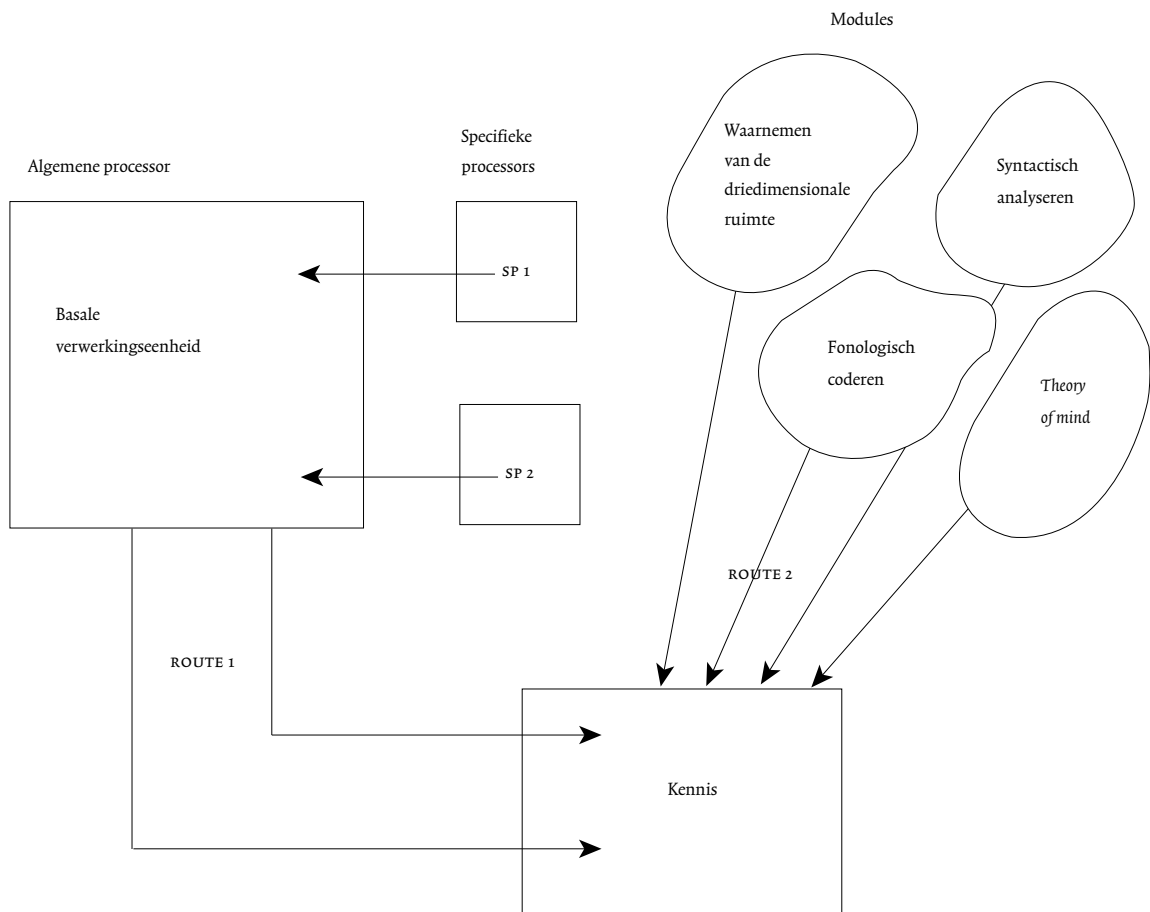 Modules
Waarnemen
van de
driedimensionale
ruimte
Syntactisch
analyseren
Specifieke
processors
Algemene processor
SP 1
Basale
verwerkingseenheid
Fonologisch
coderen
Theory
of mind
SP 2
ROUTE 2
ROUTE 1
Kennis